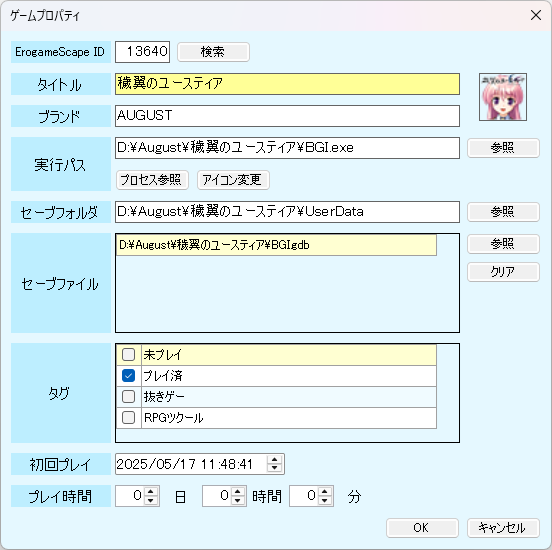 ゲームプロパティ
ErogameScape ID 13640 検索
タイトル 穢翼のユースティア
ブランド AUGUST
実行パス D:¥August¥穢翼のユースティア¥BGI.exe 参照
プロセス参照 アイコン変更
セーブフォルダ D:¥August¥穢翼のユースティア¥UserData 参照
セーブファイル D:¥August¥穢翼のユースティア¥BGI.gdb 参照
クリア
タグ
未プレイ
プレイ済
抜きゲー
RPGツクール
初回プレイ 2025/05/17 11:48:41
プレイ時間 0 日 0 時間 0 分
OK キャンセル